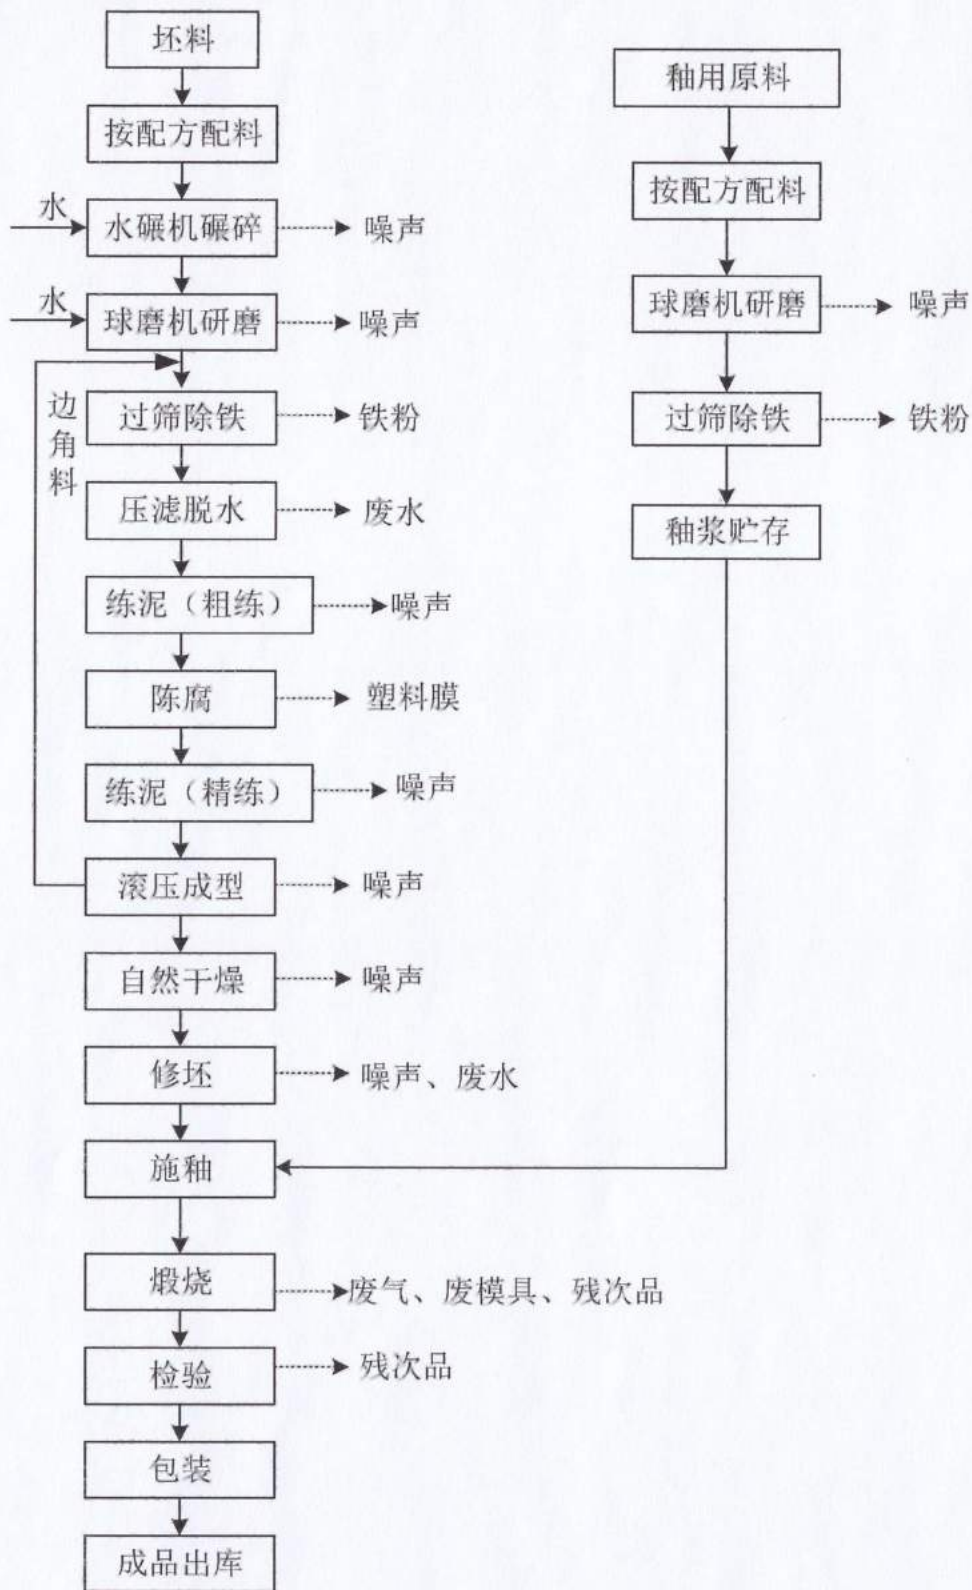 坯料
按配方配料
水
水碾机碾碎
噪声
水
球磨机研磨
噪声
边角料
过筛除铁
铁粉
压滤脱水
废水
练泥（粗练）
噪声
陈腐
塑料膜
练泥（精练）
噪声
滚压成型
噪声
自然干燥
噪声
修坯
噪声、废水
施釉
煅烧
废气、废模具、残次品
检验
残次品
包装
成品出库
釉用原料
按配方配料
球磨机研磨
噪声
过筛除铁
铁粉
釉浆贮存